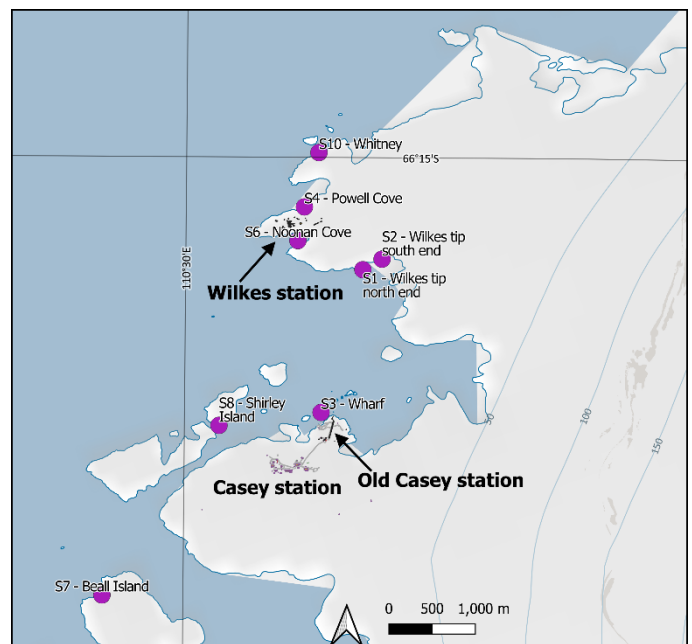 S10 - Whitney
66°15'S
S4 - Powell Cove
S6 - Noonan Cove
S2 - Wilkes tip
south end
110°30'E
S1 - Wilkes tip
north end
Wilkes station
S8 - Shirley
Island
S3 - Wharf
50
100
150
Casey station
Old Casey station
S7 - Beall Island
0 500 1,000 m